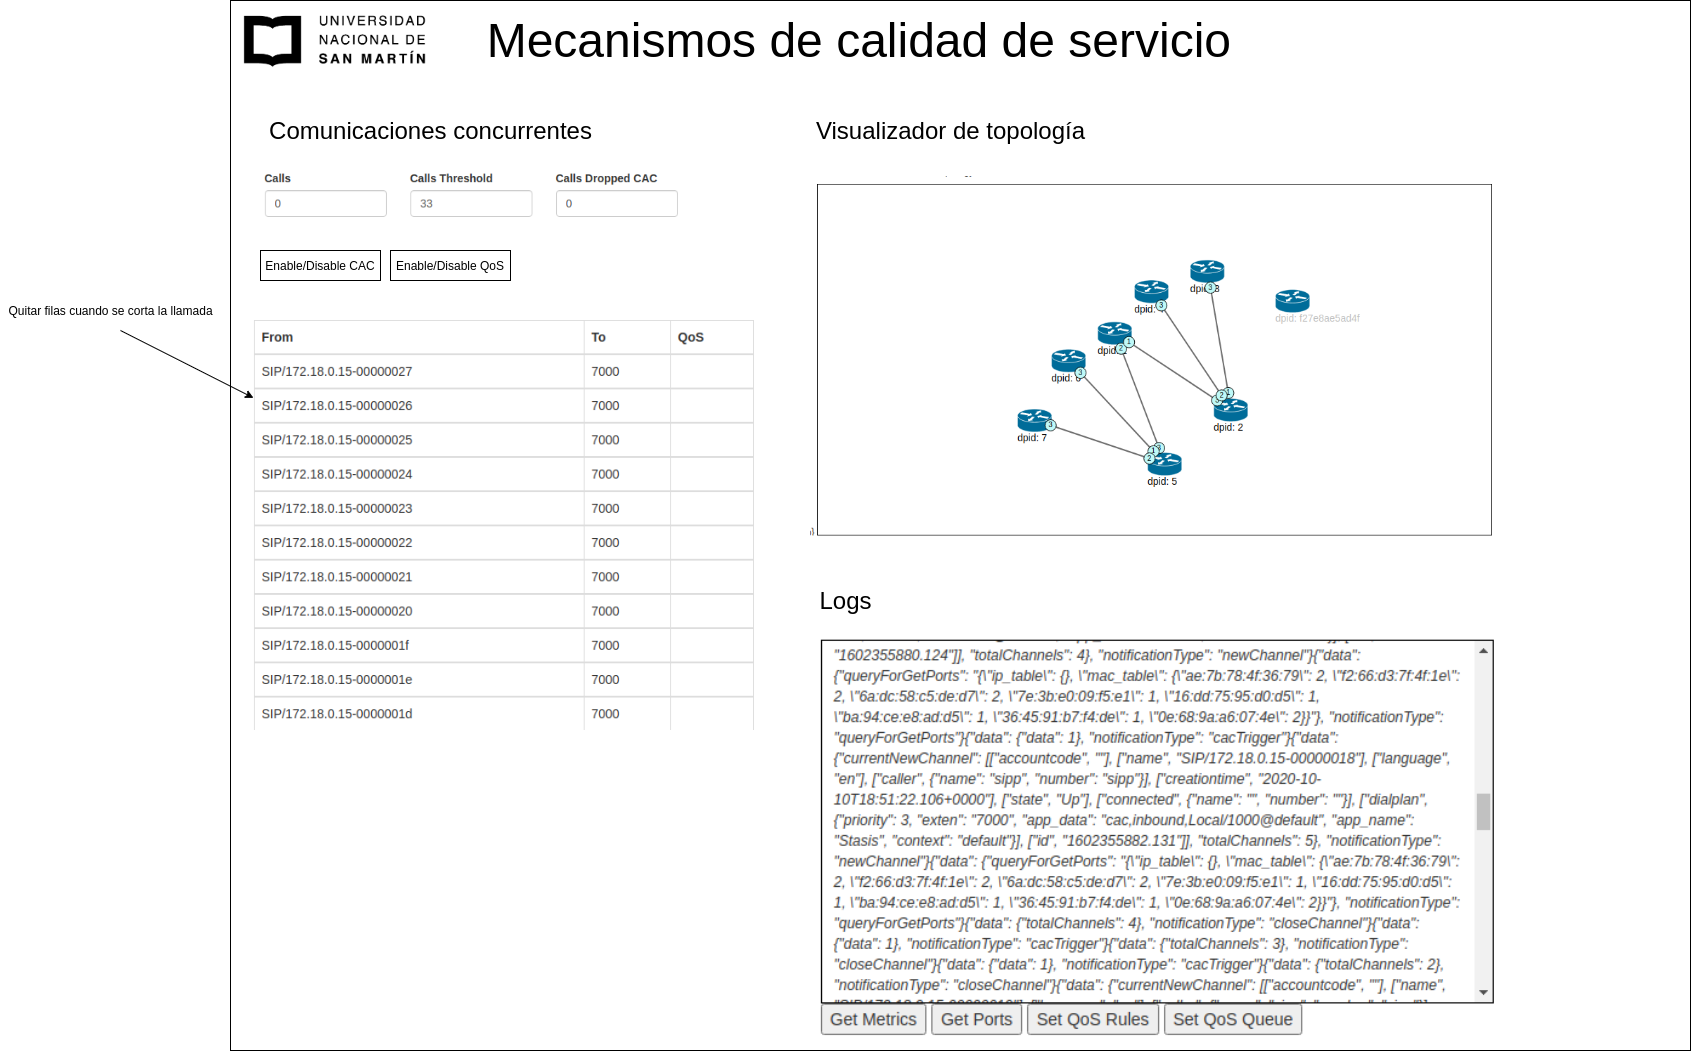 UNIVERSIDAD
NACIONAL DE
SAN MARTÍN
Mecanismos de calidad de servicio
Comunicaciones concurrentes
Calls
Calls Threshold
Calls Dropped CAC
0
33
0
Enable/Disable CAC
Enable/Disable QoS
Quitar filas cuando se corta la llamada
From To QoS
SIP/172.18.0.15-00000027 7000
SIP/172.18.0.15-00000026 7000
SIP/172.18.0.15-00000025 7000
SIP/172.18.0.15-00000024 7000
SIP/172.18.0.15-00000023 7000
SIP/172.18.0.15-00000022 7000
SIP/172.18.0.15-00000021 7000
SIP/172.18.0.15-00000020 7000
SIP/172.18.0.15-0000001f 7000
SIP/172.18.0.15-0000001e 7000
SIP/172.18.0.15-0000001d 7000
Visualizador de topología
dpid: 3
3
dpid:
3
dpid: f27e8ae5ad4f
dpid:
1
2
dpid: 6
3
1
2
3
dpid: 2
dpid: 7
3
3
1
2
dpid: 5
Logs
"1602355880.124"]], "totalChannels": 4}, "notificationType": "newChannel"}{"data":
{"queryForGetPorts": "{\"ip_table\": {}, \"mac_table\": {\"ae:7b:78:4f:36:79\": 2, \"f2:66:d3:7f:4f:1e\":
2, \"6a:dc:58:c5:de:d7\": 2, \"7e:3b:e0:09:f5:e1\": 1, \"16:dd:75:95:d0:d5\": 1,
\"ba:94:ce:e8:ad:d5\": 1, \"36:45:91:b7:f4:de\": 1, \"0e:68:9a:a6:07:4e\": 2}}"}, "notificationType":
"queryForGetPorts"}{"data": {"data": 1}, "notificationType": "cacTrigger"}{"data":
{"currentNewChannel": [["accountcode", ""], ["name", "SIP/172.18.0.15-00000018"], ["language",
"en"], ["caller", {"name": "sipp", "number": "sipp"}], ["creationtime", "2020-10-
10T18:51:22.106+0000"], ["state", "Up"], ["connected", {"name": "", "number": ""}], ["dialplan",
{"priority": 3, "exten": "7000", "app_data": "cac,inbound,Local/1000@default", "app_name":
"Stasis", "context": "default"}], ["id", "1602355882.131"]], "totalChannels": 5}, "notificationType":
"newChannel"}{"data": {"queryForGetPorts": "{\"ip_table\": {}, \"mac_table\": {\"ae:7b:78:4f:36:79\":
2, \"f2:66:d3:7f:4f:1e\": 2, \"6a:dc:58:c5:de:d7\": 2, \"7e:3b:e0:09:f5:e1\": 1, \"16:dd:75:95:d0:d5\":
1, \"ba:94:ce:e8:ad:d5\": 1, \"36:45:91:b7:f4:de\": 1, \"0e:68:9a:a6:07:4e\": 2}}"}, "notificationType":
"queryForGetPorts"}{"data": {"totalChannels": 4}, "notificationType": "closeChannel"}{"data":
{"data": 1}, "notificationType": "cacTrigger"}{"data": {"totalChannels": 3}, "notificationType":
"closeChannel"}{"data": {"data": 1}, "notificationType": "cacTrigger"}{"data": {"totalChannels": 2},
"notificationType": "closeChannel"}{"data": {"currentNewChannel": [["accountcode", ""], ["name",
Get Metrics
Get Ports
Set QoS Rules
Set QoS Queue